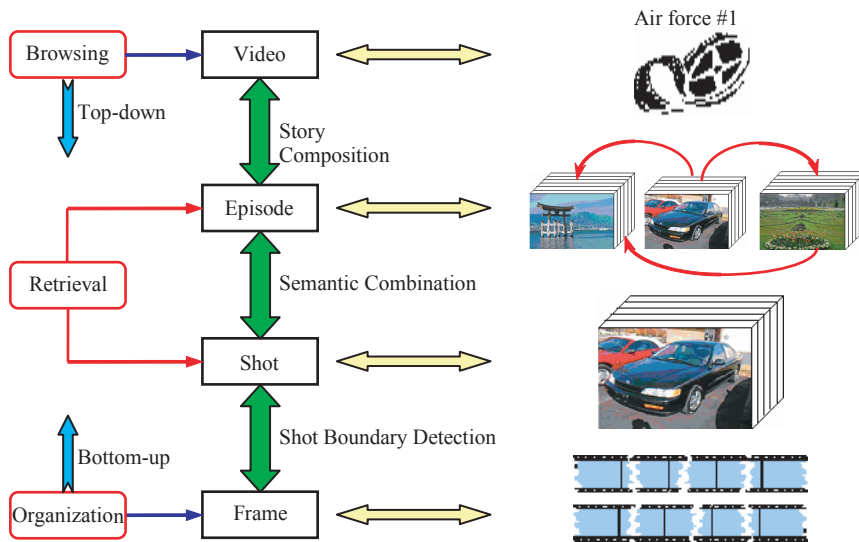 Air force #1
Browsing
Video
Top-down
Story
Composition
Episode
Retrieval
Semantic Combination
Shot
Shot Boundary Detection
Bottom-up
Organization
Frame